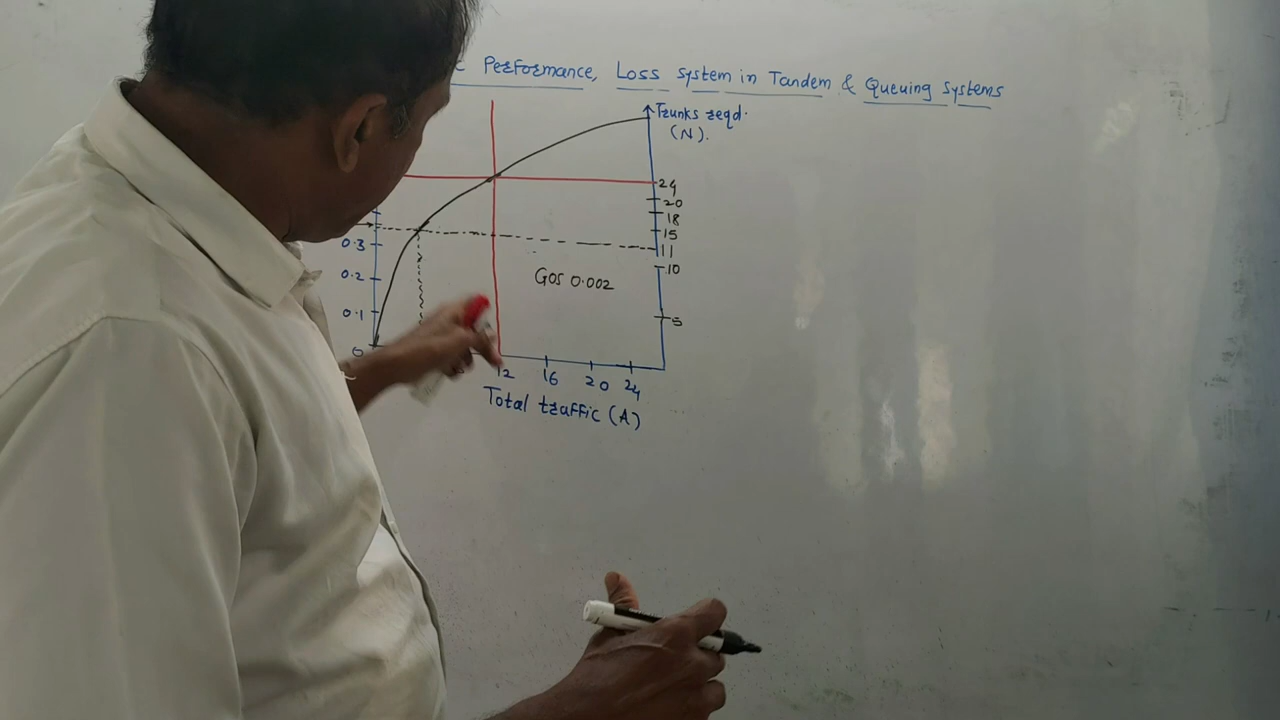 Performance, Loss system in Tandem & Queuing systems
Trunks reqd.
(N).
24
20
18
15
11
10
5
0.3
0.2
0.1
0
GOS 0.002
12 16 20 24
Total traffic (A)